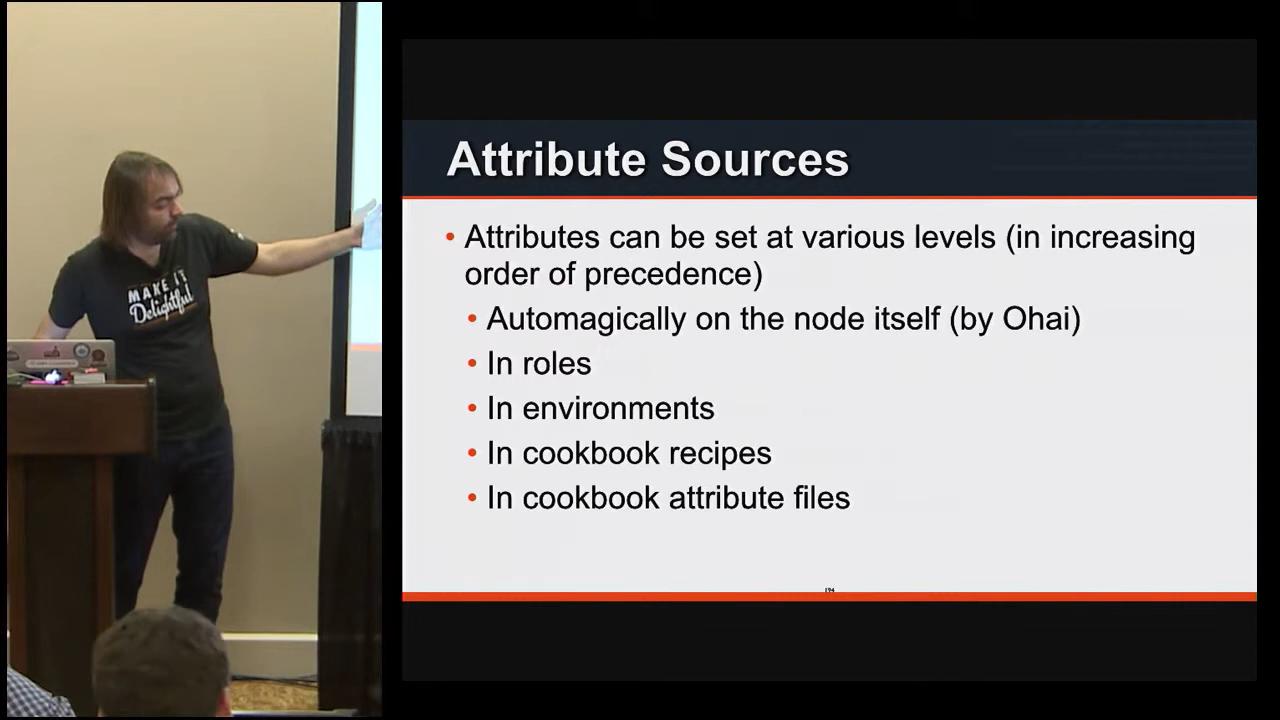 MAKE IT
Delightful
Attribute Sources
• Attributes can be set at various levels (in increasing
order of precedence)
• Automagically on the node itself (by Ohai)
• In roles
• In environments
• In cookbook recipes
• In cookbook attribute files
194